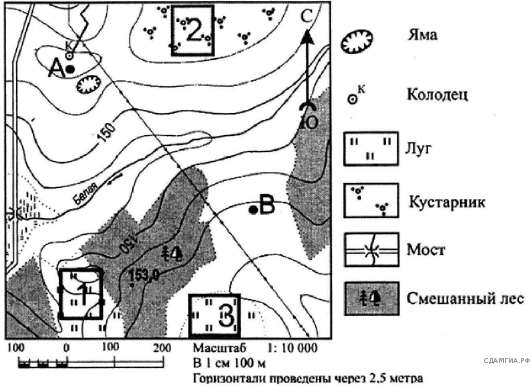 К
А
2
С
Ю
150
Белая
В
150
153,0
1
3
Яма
К
Колодец
Луг
Кустарник
Мост
Смешанный лес
100 0 100 200
Масштаб 1: 10 000
В 1 см 100 м
Горизонтали проведены через 2,5 метра
СДАМГИА.РФ